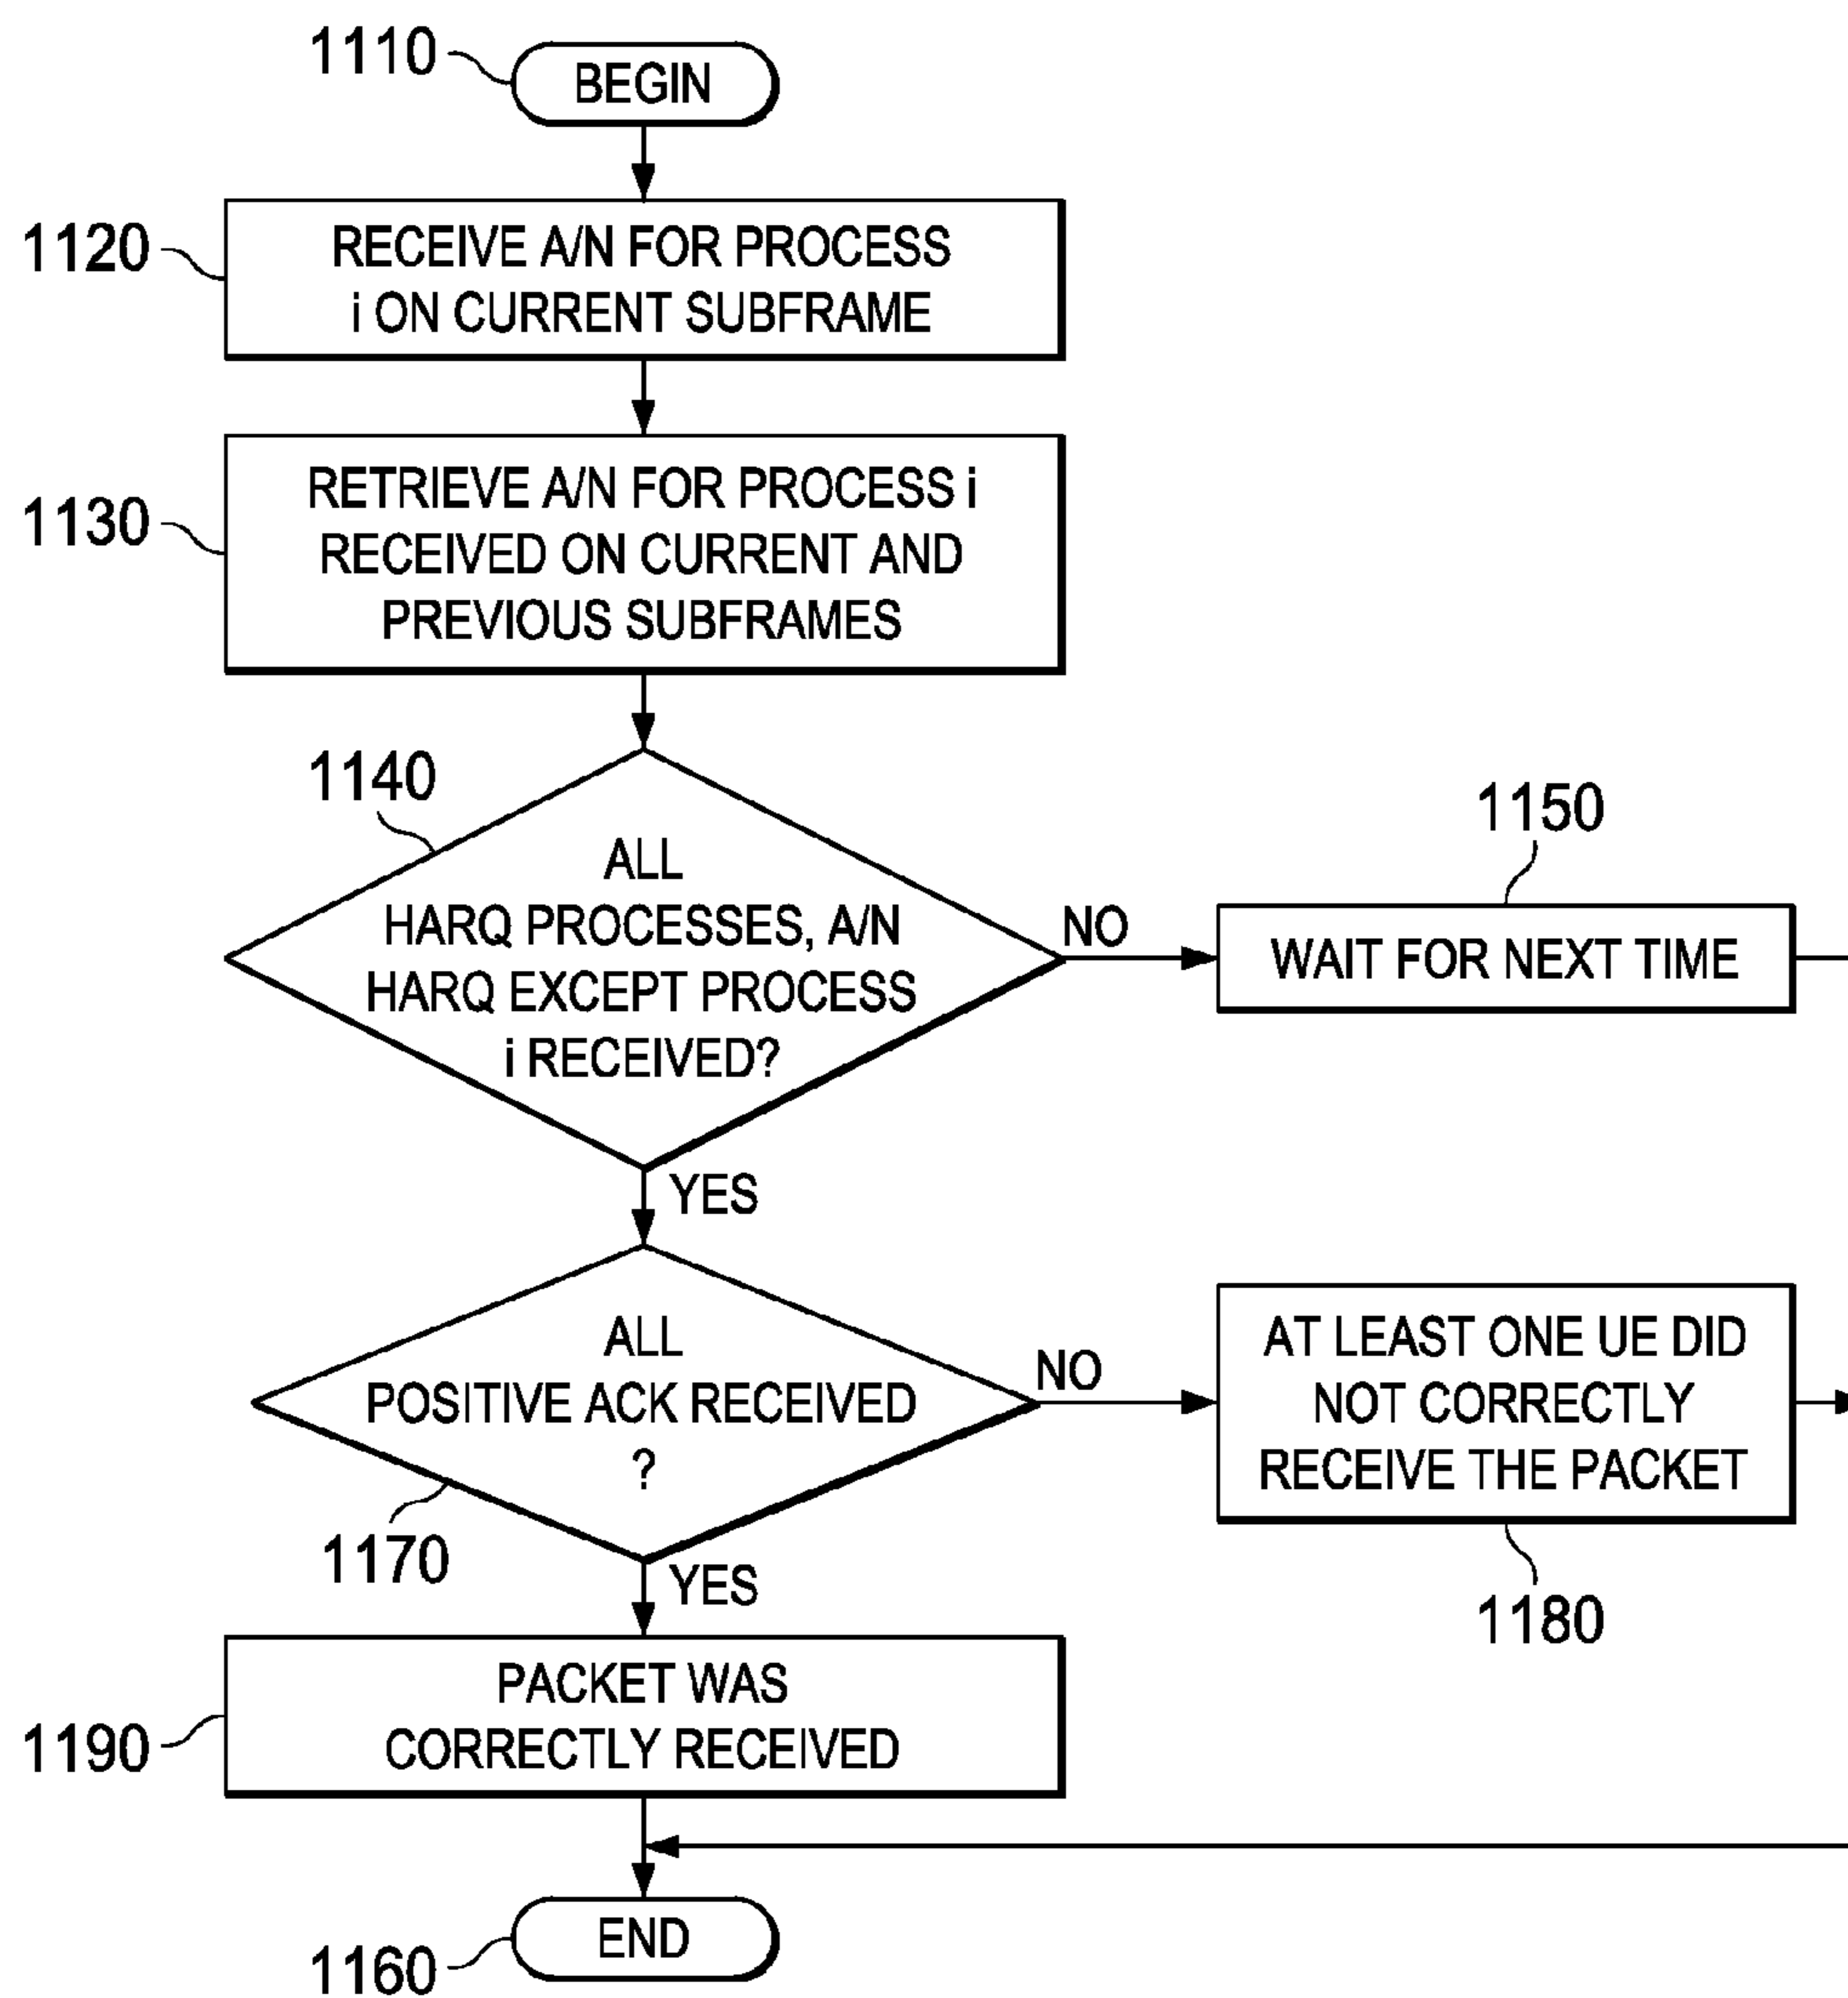 1110
BEGIN
1120
RECEIVE A/N FOR PROCESS
i ON CURRENT SUBFRAME
1130
RETRIEVE A/N FOR PROCESS i
RECEIVED ON CURRENT AND
PREVIOUS SUBFRAMES
1140
ALL
HARQ PROCESSES, A/N
HARQ EXCEPT PROCESS
i RECEIVED?
NO
1150
WAIT FOR NEXT TIME
YES
ALL
POSITIVE ACK RECEIVED
?
1170
NO
AT LEAST ONE UE DID
NOT CORRECTLY
RECEIVE THE PACKET
1180
YES
1190
PACKET WAS
CORRECTLY RECEIVED
END
1160